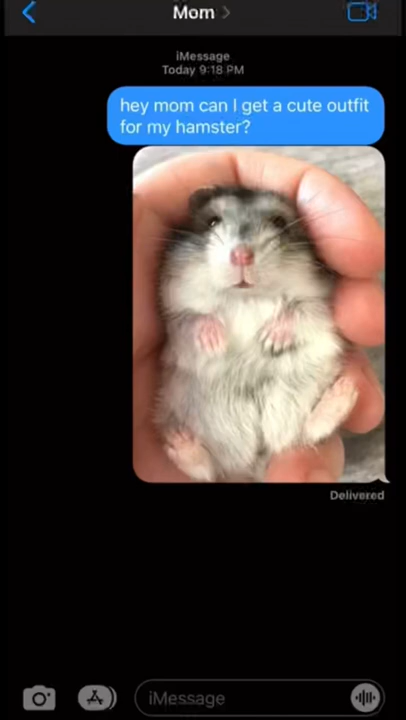 Mom
iMessage
Today 9:18 PM
hey mom can I get a cute outfit
for my hamster?
Delivered
iMessage